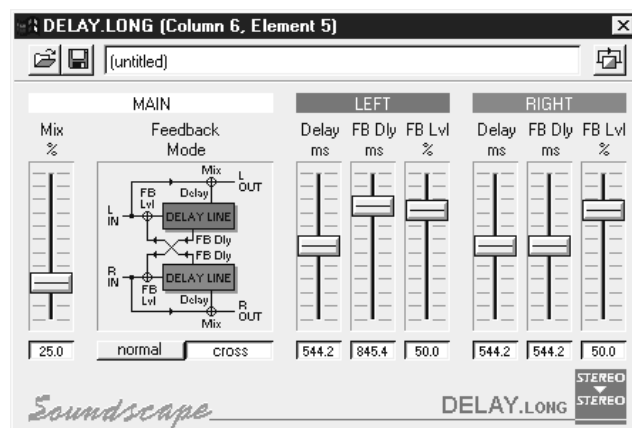 DELAY.LONG (Column 6, Element 5)
(untitled)
MAIN
LEFT
RIGHT
Mix
%
Feedback
Mode
Delay
ms
FB Dly
ms
FB Lvl
%
Delay
ms
FB Dly
ms
FB Lvl
%
Mix
L
OUT
FB
Lvl
Delay
L
IN
DELAY LINE
FB Dly
FB Dly
R
IN
DELAY LINE
FB
Lvl
Delay
R
OUT
Mix
25.0
normal
cross
544.2
845.4
50.0
544.2
544.2
50.0
Soundscape
DELAY.LONG
STEREO
STEREO